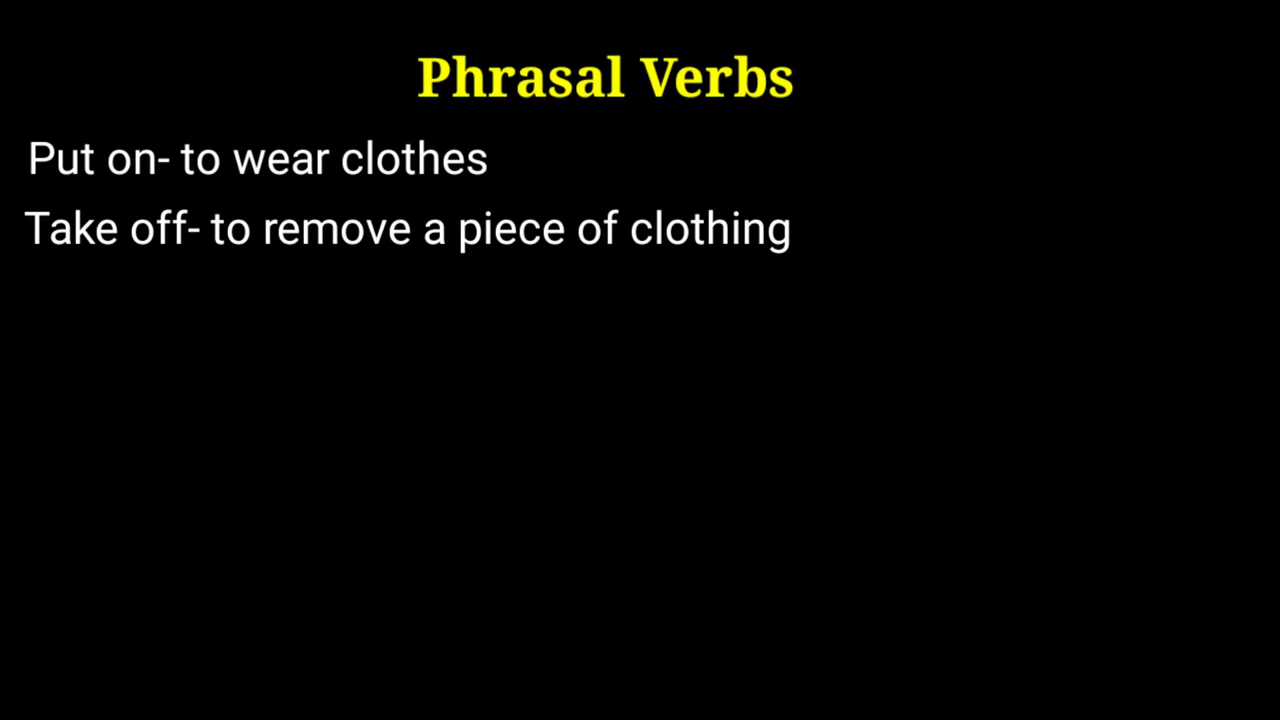 Phrasal Verbs
Put on- to wear clothes
Take off- to remove a piece of clothing